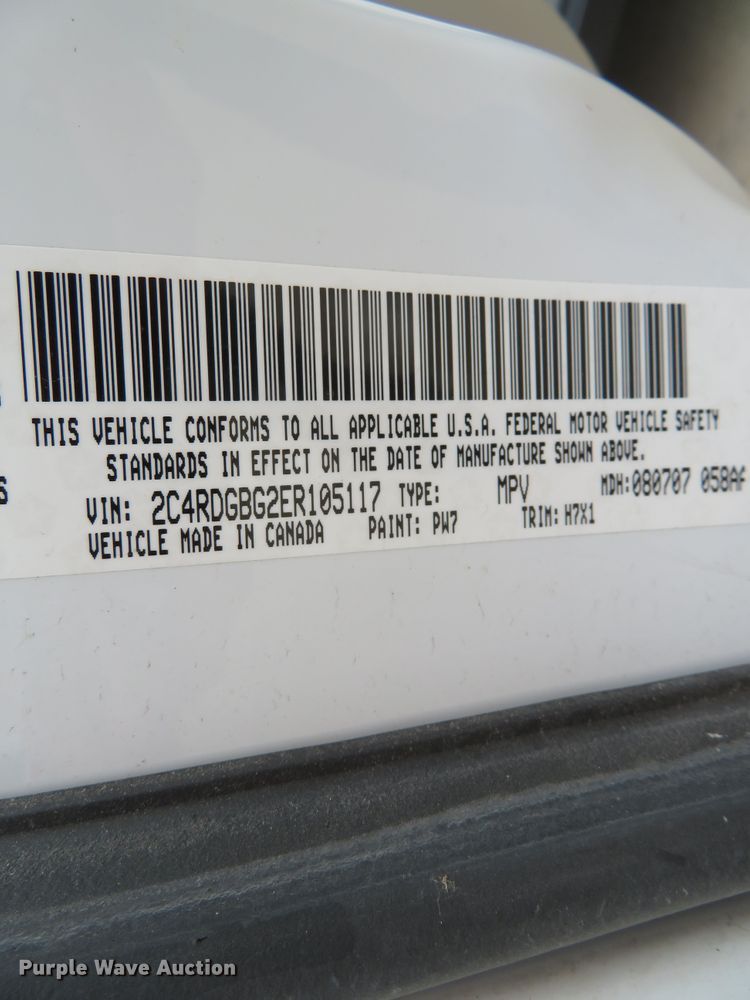 THIS VEHICLE CONFORMS TO ALL APPLICABLE U.S.A. FEDERAL MOTOR VEHICLE SAFETY
STANDARDS IN EFFECT ON THE DATE OF MANUFACTURE SHOWN ABOVE.
VIN: 2C4RDGBG2ER105117 TYPE: MPV MDH:080707 058AF
VEHICLE MADE IN CANADA PAINT: PW7 TRIM: H7X1
S
Purple Wave Auction